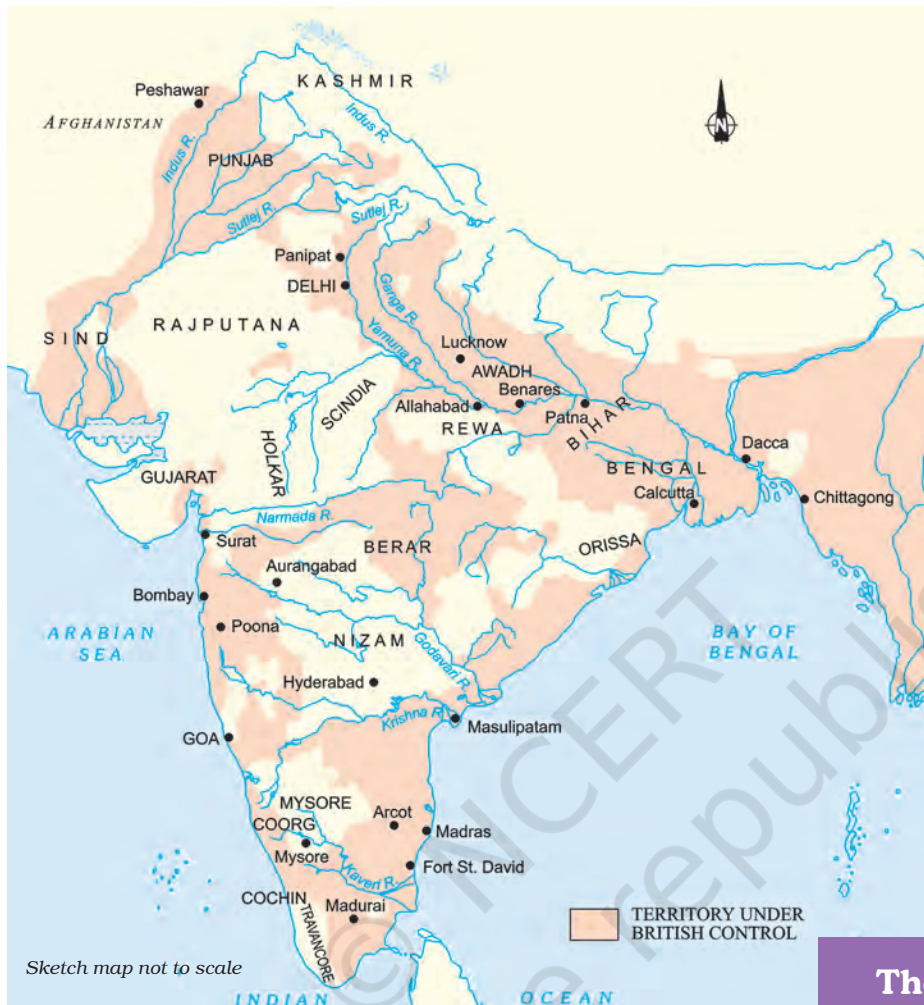 KASHMIR
Peshawar
AFGHANISTAN
Indus R.
Indus R.
N
PUNJAB
Sutlej R.
Sutlej R.
Panipat
DELHI
Ganga R.
RAJPUTANA
SIND
Yamuna R.
Lucknow
AWADH
Benares
SCINDIA
Allahabad
Patna
REWA
BIHAR
HOLKAR
Dacca
BENGAL
GUJARAT
Calcutta
Chittagong
Narmada R.
Surat
BERAR
ORISSA
Aurangabad
Bombay
Poona
ARABIAN
SEA
NIZAM
BAY OF
BENGAL
Godavari R.
Hyderabad
Krishna R.
Masulipatam
GOA
MYSORE
Arcot
COORG
Madras
Mysore
Fort St. David
Kaveri R.
COCHIN
Madurai
TRAVANCORE
TERRITORY UNDER
BRITISH CONTROL
Sketch map not to scale
INDIAN OCEAN
Th
© NCERT
e republi